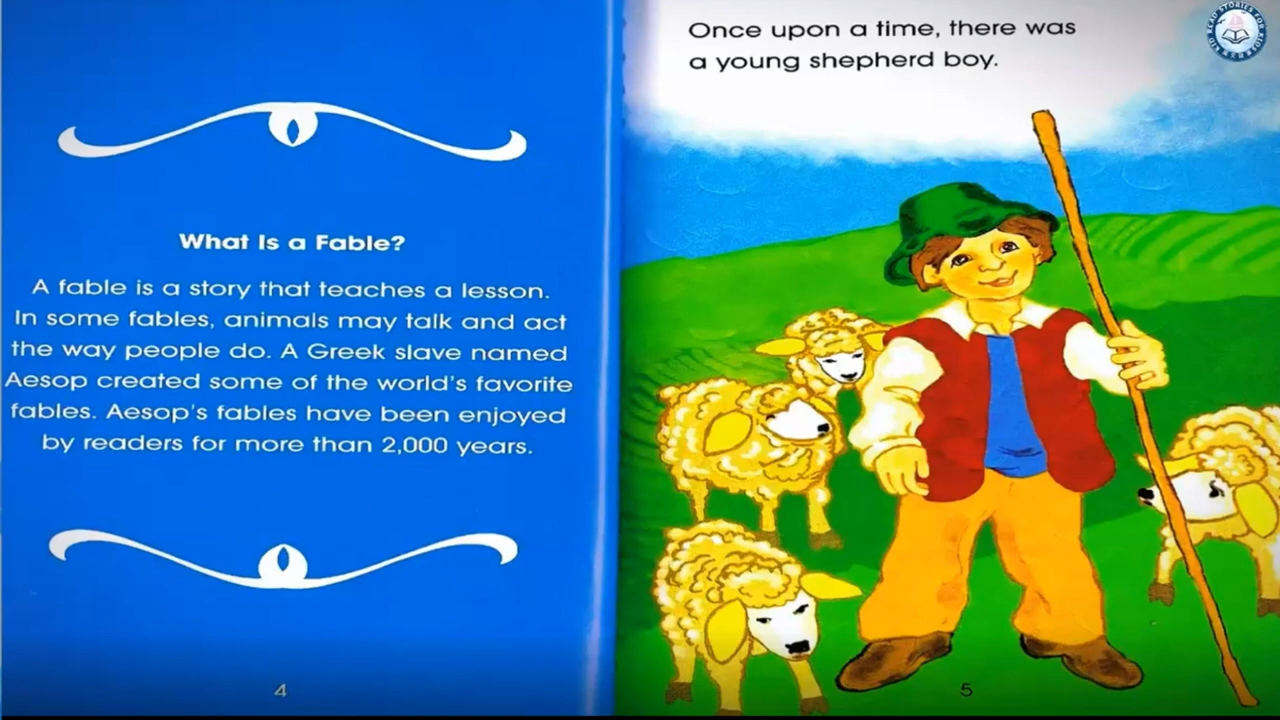 What Is a Fable?
A fable is a story that teaches a lesson.
In some fables, animals may talk and act
the way people do. A Greek slave named
Aesop created some of the world's favorite
fables. Aesop's fables have been enjoyed
by readers for more than 2,000 years.
4
Once upon a time, there was
a young shepherd boy.
5